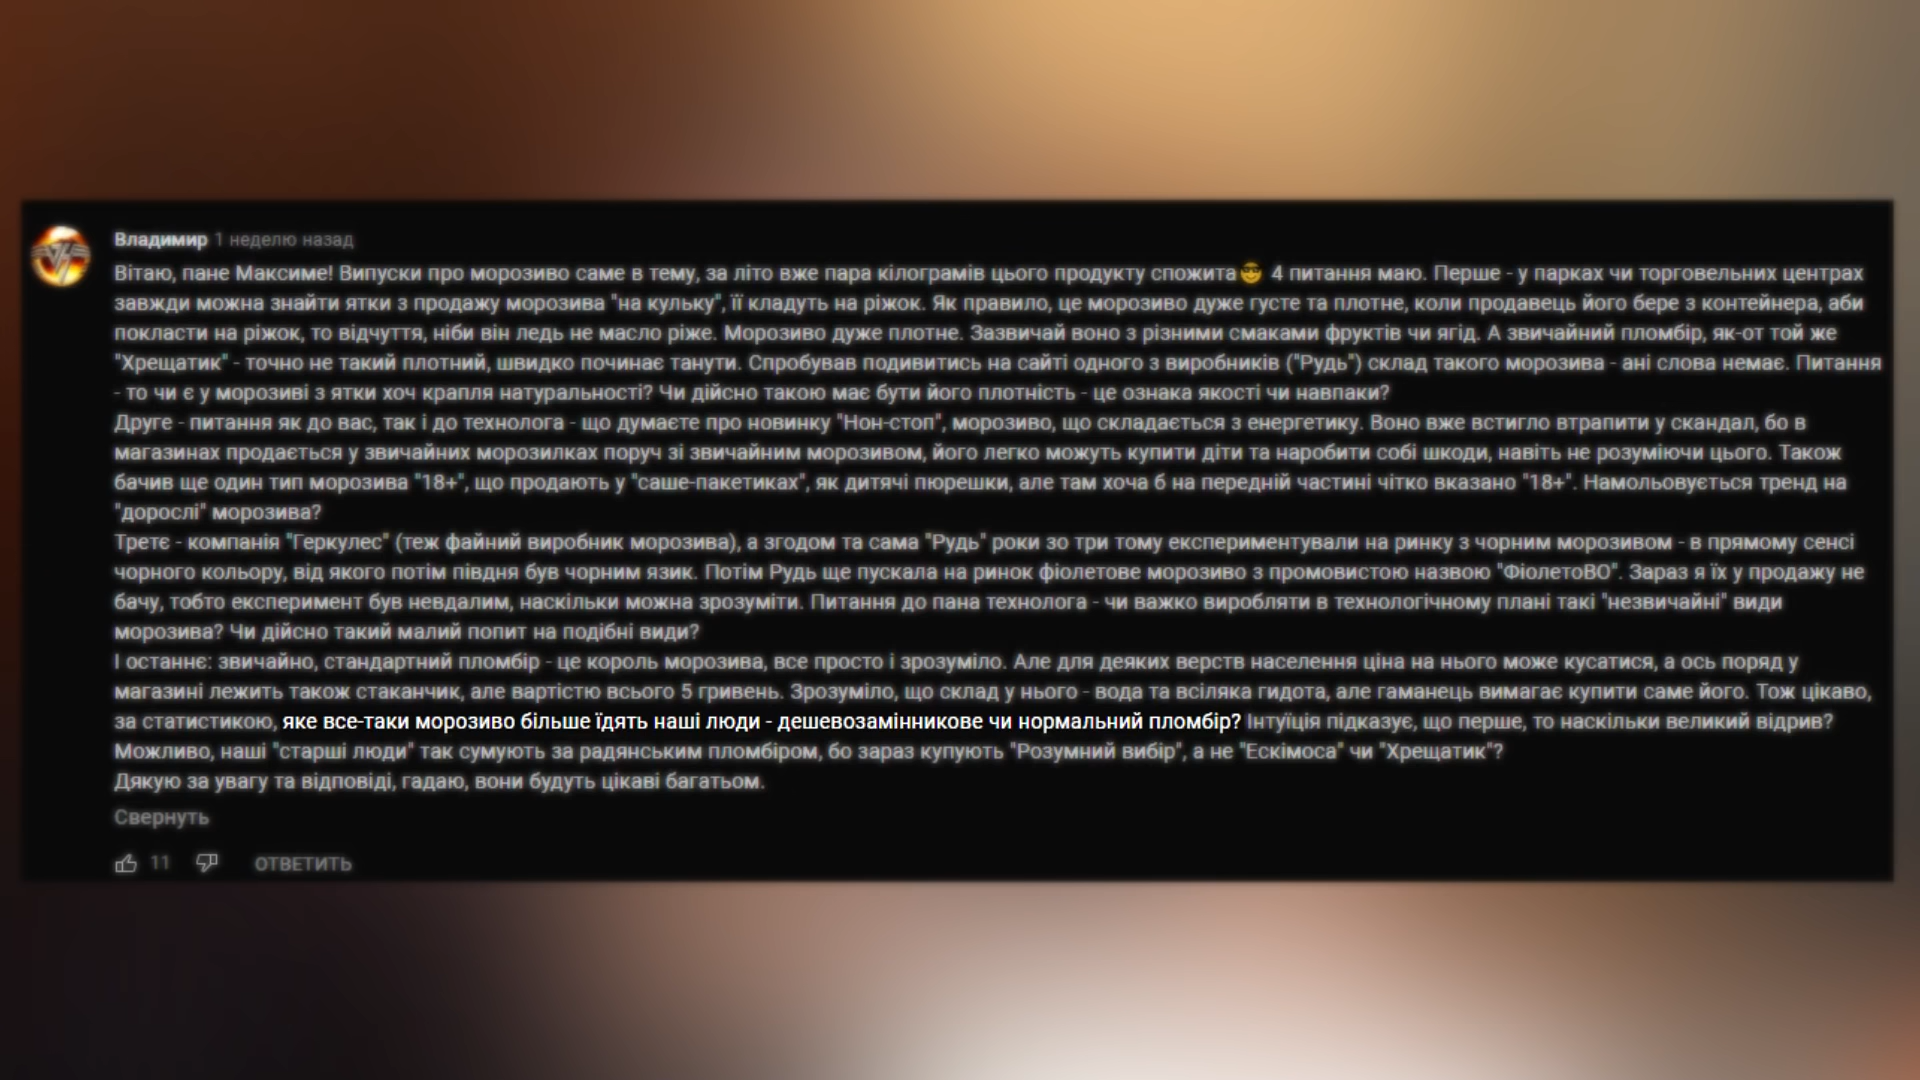 Владимир 1 неделю назад
Вітаю, пане Максиме! Випуски про морозиво саме в тему, за літо вже пара кілограмів цього продукту спожита😎 4 питання маю. Перше - у парках чи торговельних центрах
завжди можна знайти ятки з продажу морозива "на кульку", її кладуть на ріжок. Як правило, це морозиво дуже густе та плотне, коли продавець його бере з контейнера, аби
покласти на ріжок, то відчуття, ніби він ледь не масло ріже. Морозиво дуже плотне. Зазвичай воно з різними смаками фруктів чи ягід. А звичайний пломбір, як-от той же
"Хрещатик" - точно не такий плотний, швидко починає танути. Спробував подивитись на сайті одного з виробників ("Рудь") склад такого морозива - ані слова немає. Питання
- то чи є у морозиві з ятки хоч крапля натуральності? Чи дійсно такою має бути його плотність - це ознака якості чи навпаки?
Друге - питання як до вас, так і до технолога - що думаєте про новинку "Нон-стоп", морозиво, що складається з енергетику. Воно вже встигло втрапити у скандал, бо в
магазинах продається у звичайних морозилках поруч зі звичайним морозивом, його легко можуть купити діти та наробити собі шкоди, навіть не розуміючи цього. Також
бачив ще один тип морозива "18+", що продають у "саше-пакетиках", як дитячі пюрешки, але там хоча б на передній частині чітко вказано "18+". Намольовується тренд на
"дорослі" морозива?
Третє - компанія "Геркулес" (теж файний виробник морозива), а згодом та сама "Рудь" роки зо три тому експериментували на ринку з чорним морозивом - в прямому сенсі
чорного кольору, від якого потім півдня був чорним язик. Потім Рудь ще пускала на ринок фіолетове морозиво з промовистою назвою "ФіолетоВО". Зараз я їх у продажу не
бачу, тобто експеримент був невдалим, наскільки можна зрозуміти. Питання до пана технолога - чи важко виробляти в технологічному плані такі "незвичайні" види
морозива? Чи дійсно такий малий попит на подібні види?
І останнє: звичайно, стандартний пломбір - це король морозива, все просто і зрозуміло. Але для деяких верств населення ціна на нього може кусатися, а ось поряд у
магазині лежить також стаканчик, але вартістю всього 5 гривень. Зрозуміло, що склад у нього - вода та всіляка гидота, але гаманець вимагає купити саме його. Тож цікаво,
за статистикою, яке все-таки морозиво більше їдять наші люди - дешевозамінникове чи нормальний пломбір? Інтуїція підказує, що перше, то наскільки великий відрив?
Можливо, наші "старші люди" так сумують за радянським пломбіром, бо зараз купують "Розумний вибір", а не "Ескімоса" чи "Хрещатик"?
Дякую за увагу та відповіді, гадаю, вони будуть цікаві багатьом.
Свернуть
11 ОТВЕТИТЬ